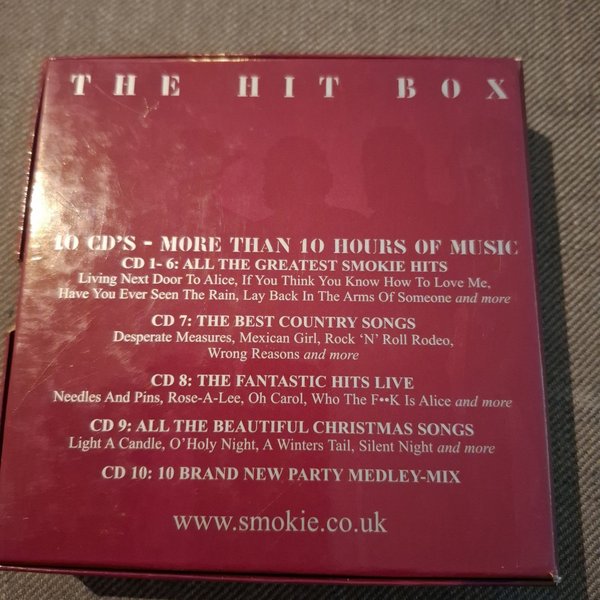 THE HIT BOX
10 CD'S - MORE THAN 10 HOURS OF MUSIC
CD 1- 6: ALL THE GREATEST SMOKIE HITS
Living Next Door To Alice, If You Think You Know How To Love Me,
Have You Ever Seen The Rain, Lay Back In The Arms Of Someone and more
CD 7: THE BEST COUNTRY SONGS
Desperate Measures, Mexican Girl, Rock 'N' Roll Rodeo,
Wrong Reasons and more
CD 8: THE FANTASTIC HITS LIVE
Needles And Pins, Rose-A-Lee, Oh Carol, Who The F••K Is Alice and more
CD 9: ALL THE BEAUTIFUL CHRISTMAS SONGS
Light A Candle, O'Holy Night, A Winters Tail, Silent Night and more
CD 10: 10 BRAND NEW PARTY MEDLEY-MIX
www.smokie.co.uk